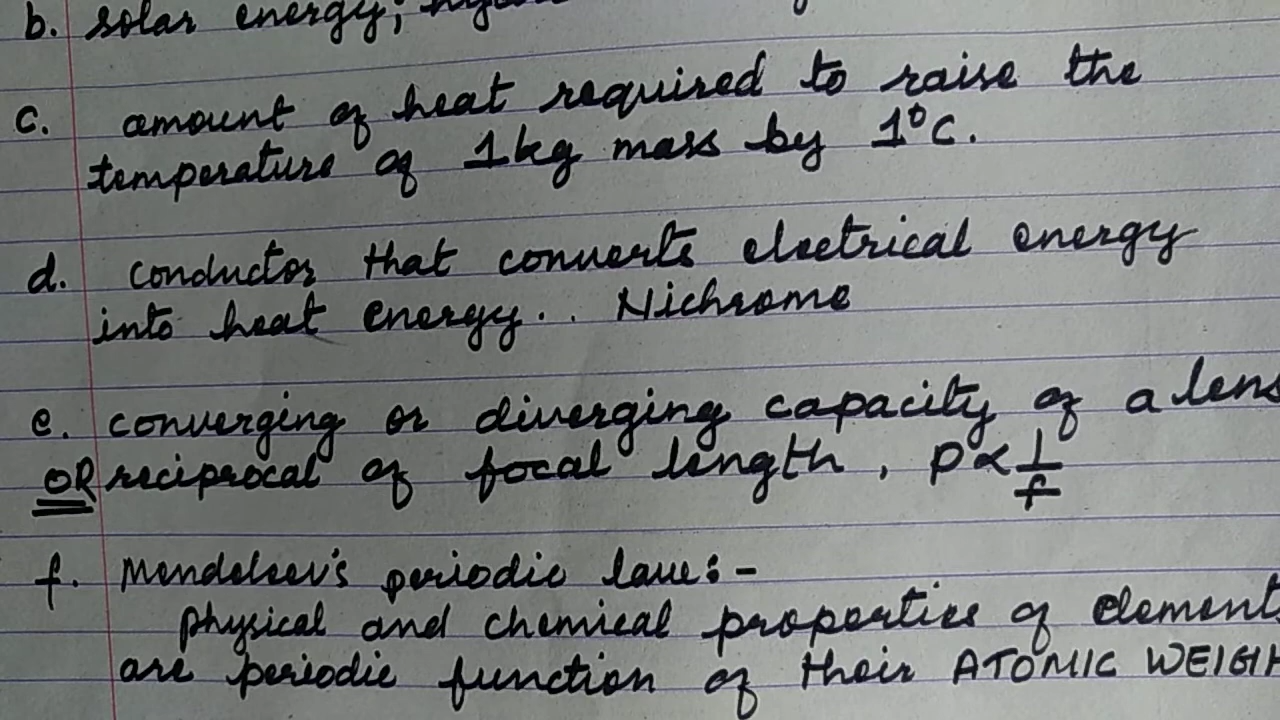 b. solar energy;
c. amount of heat required to raise the
temperature of 1kg mass by 1°C.
d. conductor that converts electrical energy
into heat energy.. Nichrome
e. converging or diverging capacity of a lens
OR reciprocal of focal length, P ∝ 1/f
f. Mendeleev's periodic law:-
physical and chemical properties of element
are periodic function of their ATOMIC WEIGH